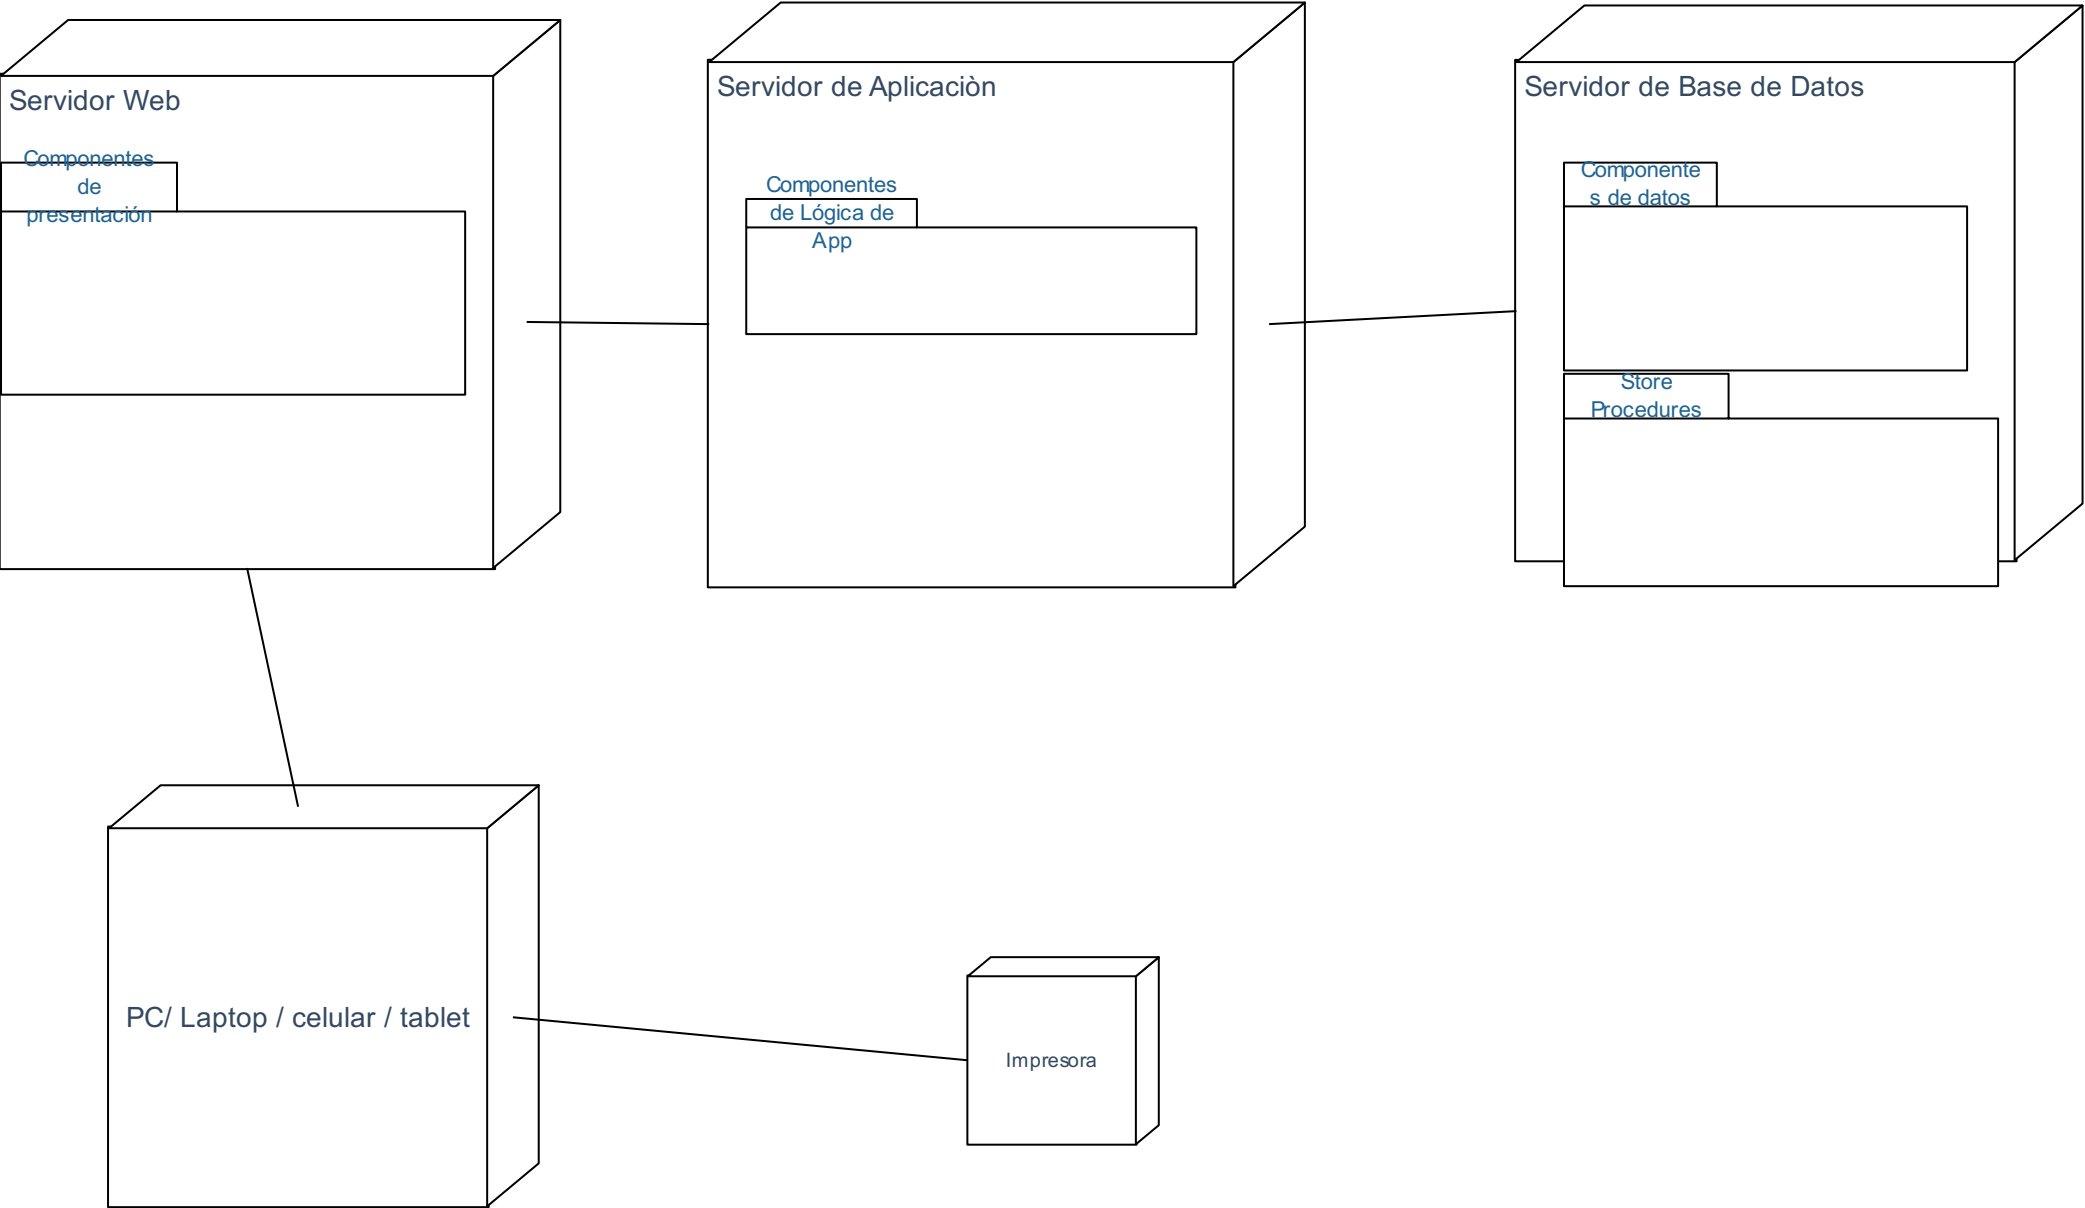 Servidor Web
Componentes
de
presentación
Servidor de Aplicaciòn
Componentes
de Lógica de
App
Servidor de Base de Datos
Componente
s de datos
Store
Procedures
PC/ Laptop / celular / tablet
Impresora